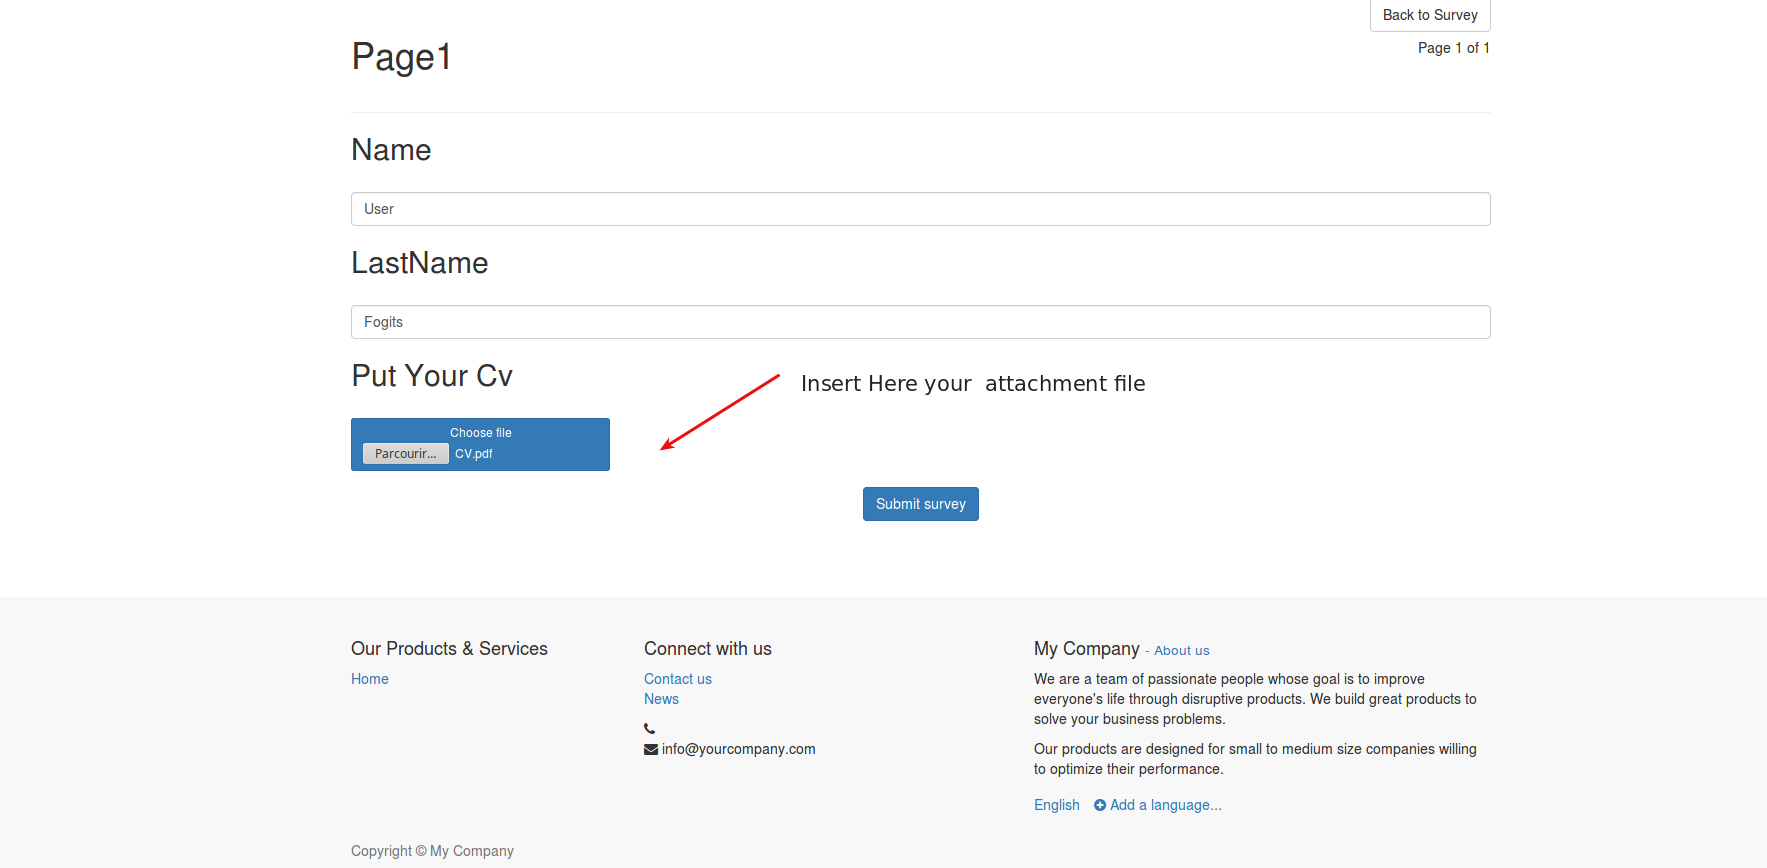 Back to Survey
Page1
Page 1 of 1
Name
User
LastName
Fogits
Put Your Cv
Insert Here your  attachment file
Choose file
Parcourir... CV.pdf
Submit survey
Our Products & Services
Home
Connect with us
Contact us
News
info@yourcompany.com
My Company - About us
We are a team of passionate people whose goal is to improve
everyone's life through disruptive products. We build great products to
solve your business problems.
Our products are designed for small to medium size companies willing
to optimize their performance.
English Add a language...
Copyright © My Company